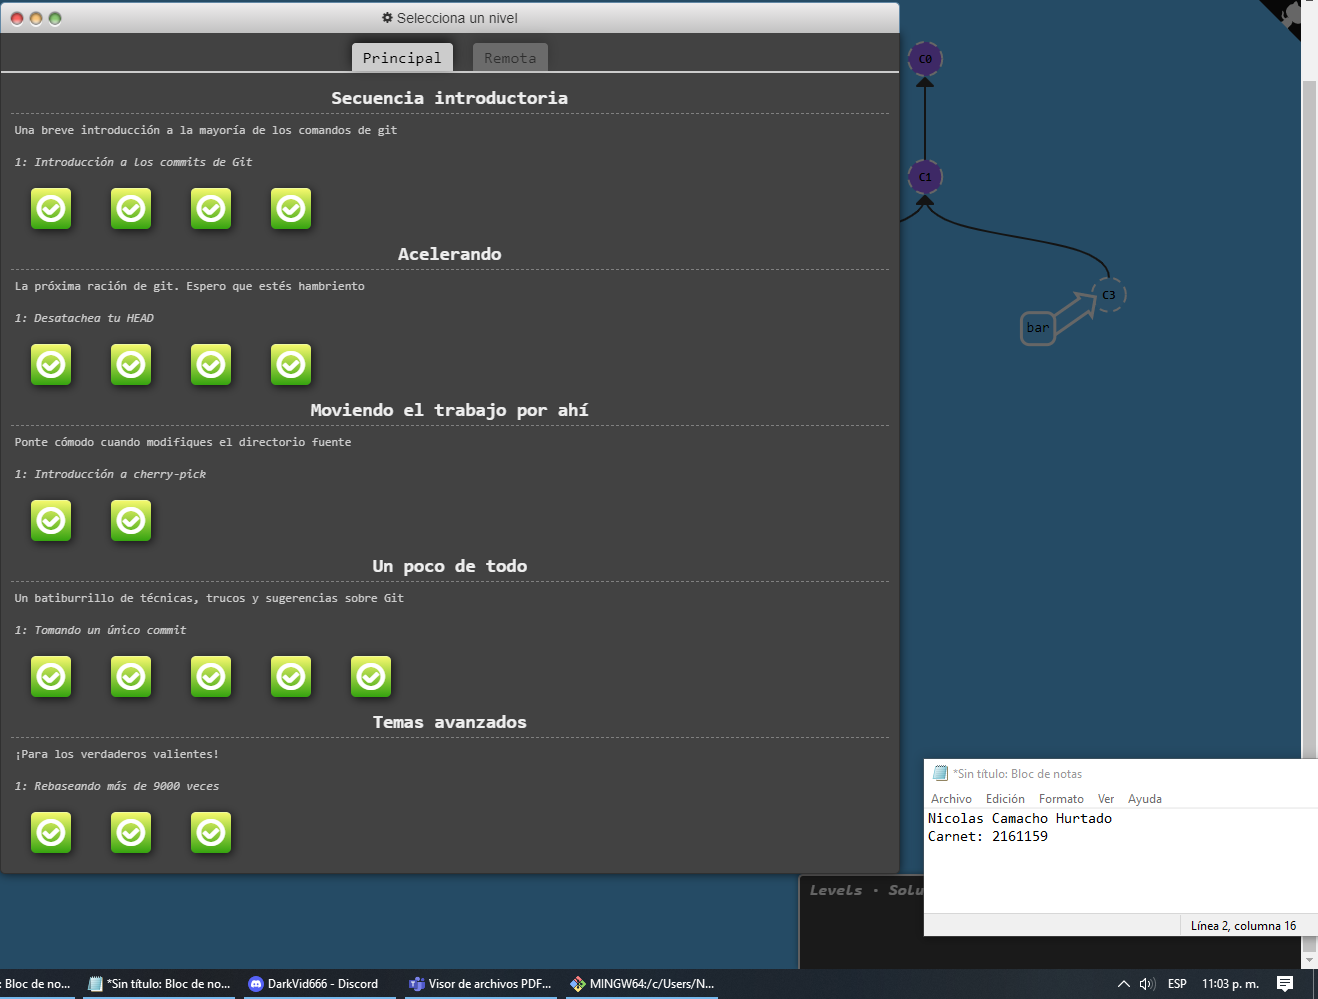 Selecciona un nivel
Principal
Remota
Secuencia introductoria
Una breve introducción a la mayoría de los comandos de git
1: Introducción a los commits de Git
Acelerando
La próxima ración de git. Espero que estés hambriento
1: Desatachea tu HEAD
Moviendo el trabajo por ahí
Ponte cómodo cuando modifiques el directorio fuente
1: Introducción a cherry-pick
Un poco de todo
Un batiburrillo de técnicas, trucos y sugerencias sobre Git
1: Tomando un único commit
Temas avanzados
¡Para los verdaderos valientes!
1: Rebaseando más de 9000 veces
C0
C1
C3
bar
Levels · Solu
*Sin título: Bloc de notas
Archivo Edición Formato Ver Ayuda
Nicolas Camacho Hurtado
Carnet: 2161159
Línea 2, columna 16
: Bloc de no...
*Sin título: Bloc de no...
DarkVid666 - Discord
Visor de archivos PDF...
MINGW64:/c/Users/N...
ESP
11:03 p. m.